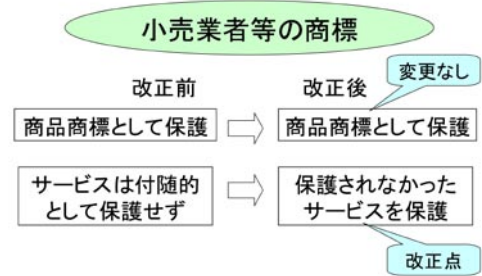 小売業者等の商標
変更なし
改正前
改正後
商品商標として保護
商品商標として保護
サービスは付随的
として保護せず
保護されなかった
サービスを保護
改正点